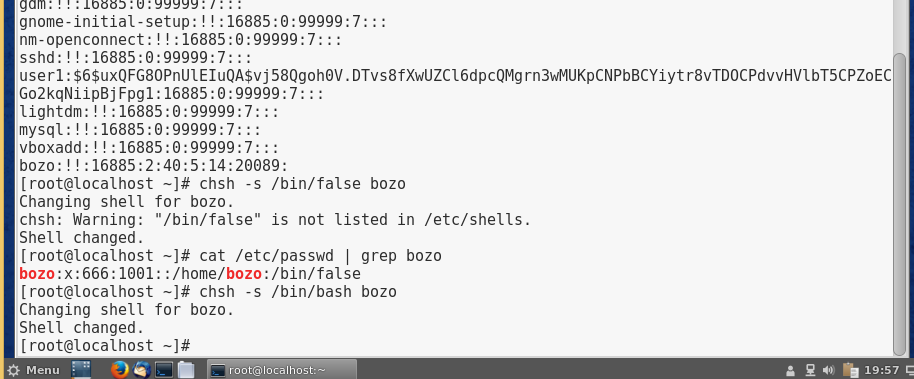 gdm:!!:16885:0:99999:7:::
gnome-initial-setup:!!:16885:0:99999:7:::
nm-openconnect:!!:16885:0:99999:7:::
sshd:!!:16885:0:99999:7:::
user1:$6$uxQFG8OPnUlEIuQA$vj58Qgoh0V.DTvs8fXwUZCl6dpcQMgrn3wMUKpCNPbBCYiytr8vTDOCPdvvHVlbT5CPZoEC
Go2kqNiipBjFpg1:16885:0:99999:7:::
lightdm:!!:16885:0:99999:7:::
mysql:!!:16885:0:99999:7:::
vboxadd:!!:16885:0:99999:7:::
bozo:!!:16885:2:40:5:14:20089:
[root@localhost ~]# chsh -s /bin/false bozo
Changing shell for bozo.
chsh: Warning: "/bin/false" is not listed in /etc/shells.
Shell changed.
[root@localhost ~]# cat /etc/passwd | grep bozo
bozo:x:666:1001::/home/bozo:/bin/false
[root@localhost ~]# chsh -s /bin/bash bozo
Changing shell for bozo.
Shell changed.
[root@localhost ~]#
Menu root@localhost:~ 19:57